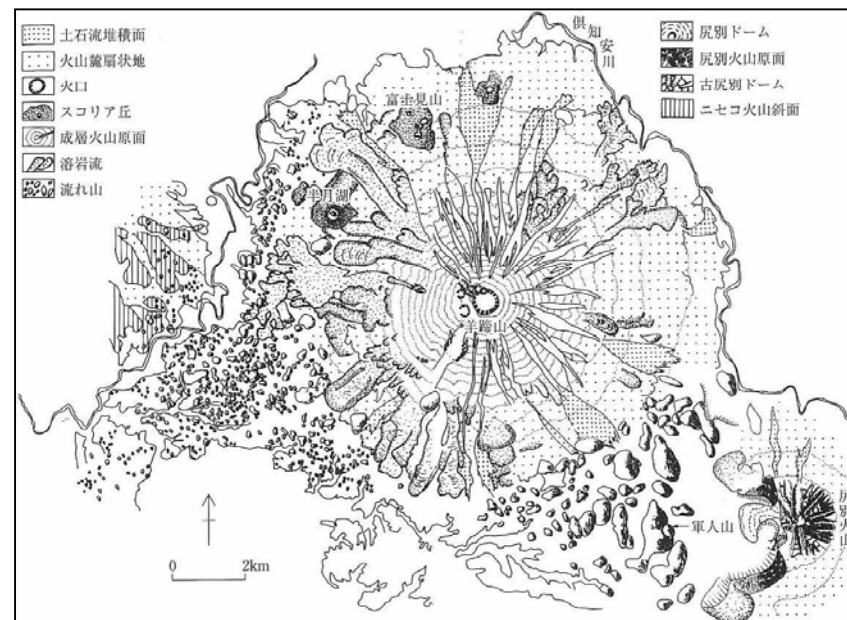 土石流堆積面
火山麓扇状地
火口
スコリア丘
成層火山原面
溶岩流
流れ山
倶知安川
尻別ドーム
尻別火山原面
古尻別ドーム
ニセコ火山斜面
富士見山
半月湖
羊蹄山
軍人山
尻別火山
0 2km